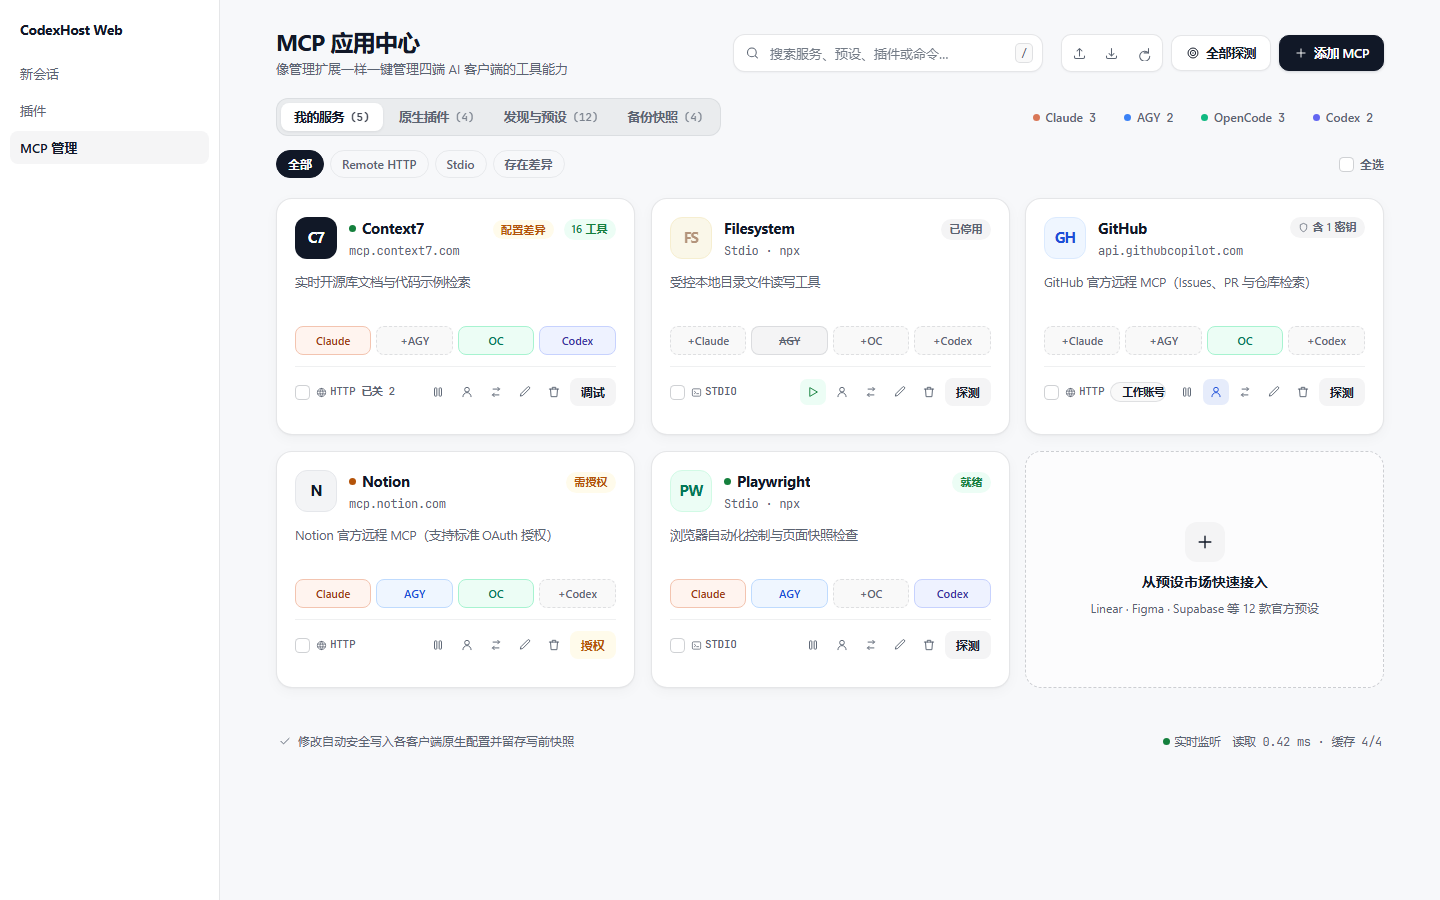 CodexHost Web
新会话
插件
MCP 管理
MCP 应用中心
像管理扩展一样一键管理四端 AI 客户端的工具能力
搜索服务、预设、插件或命令... /
全部探测
添加 MCP
我的服务 (5) 原生插件 (4) 发现与预设 (12) 备份快照 (4)
Claude 3 AGY 2 OpenCode 3 Codex 2
全部 Remote HTTP Stdio 存在差异
全选
C7 Context7 配置差异 16 工具
mcp.context7.com
实时开源库文档与代码示例检索
Claude +AGY OC Codex
HTTP 已关 2 调试
FS Filesystem 已停用
Stdio · npx
受控本地目录文件读写工具
+Claude AGY +OC +Codex
STDIO 探测
GH GitHub 含 1 密钥
api.githubcopilot.com
GitHub 官方远程 MCP（Issues、PR 与仓库检索）
+Claude +AGY OC +Codex
HTTP 工作账号 探测
N Notion 需授权
mcp.notion.com
Notion 官方远程 MCP（支持标准 OAuth 授权）
Claude AGY OC +Codex
HTTP 授权
PW Playwright 就绪
Stdio · npx
浏览器自动化控制与页面快照检查
Claude AGY +OC Codex
STDIO 探测
从预设市场快速接入
Linear · Figma · Supabase 等 12 款官方预设
修改自动安全写入各客户端原生配置并留存写前快照
实时监听 读取 0.42 ms · 缓存 4/4